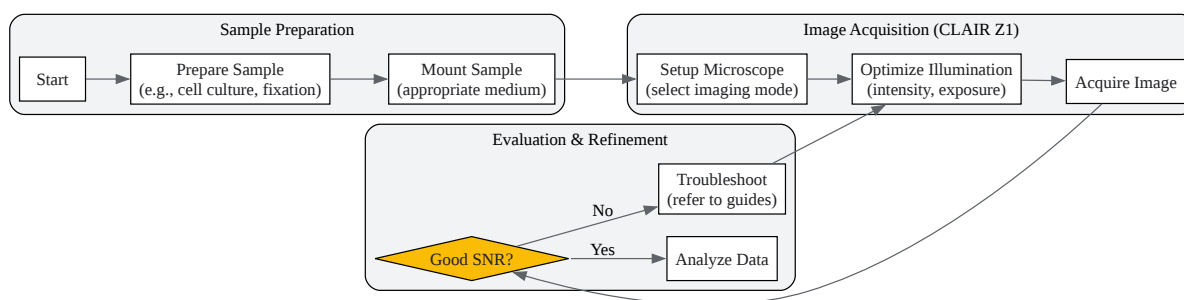 Sample Preparation
Start
Prepare Sample
(e.g., cell culture, fixation)
Mount Sample
(appropriate medium)
Image Acquisition (CLAIR Z1)
Setup Microscope
(select imaging mode)
Optimize Illumination
(intensity, exposure)
Acquire Image
Evaluation & Refinement
Troubleshoot
(refer to guides)
No
Good SNR?
Yes
Analyze Data